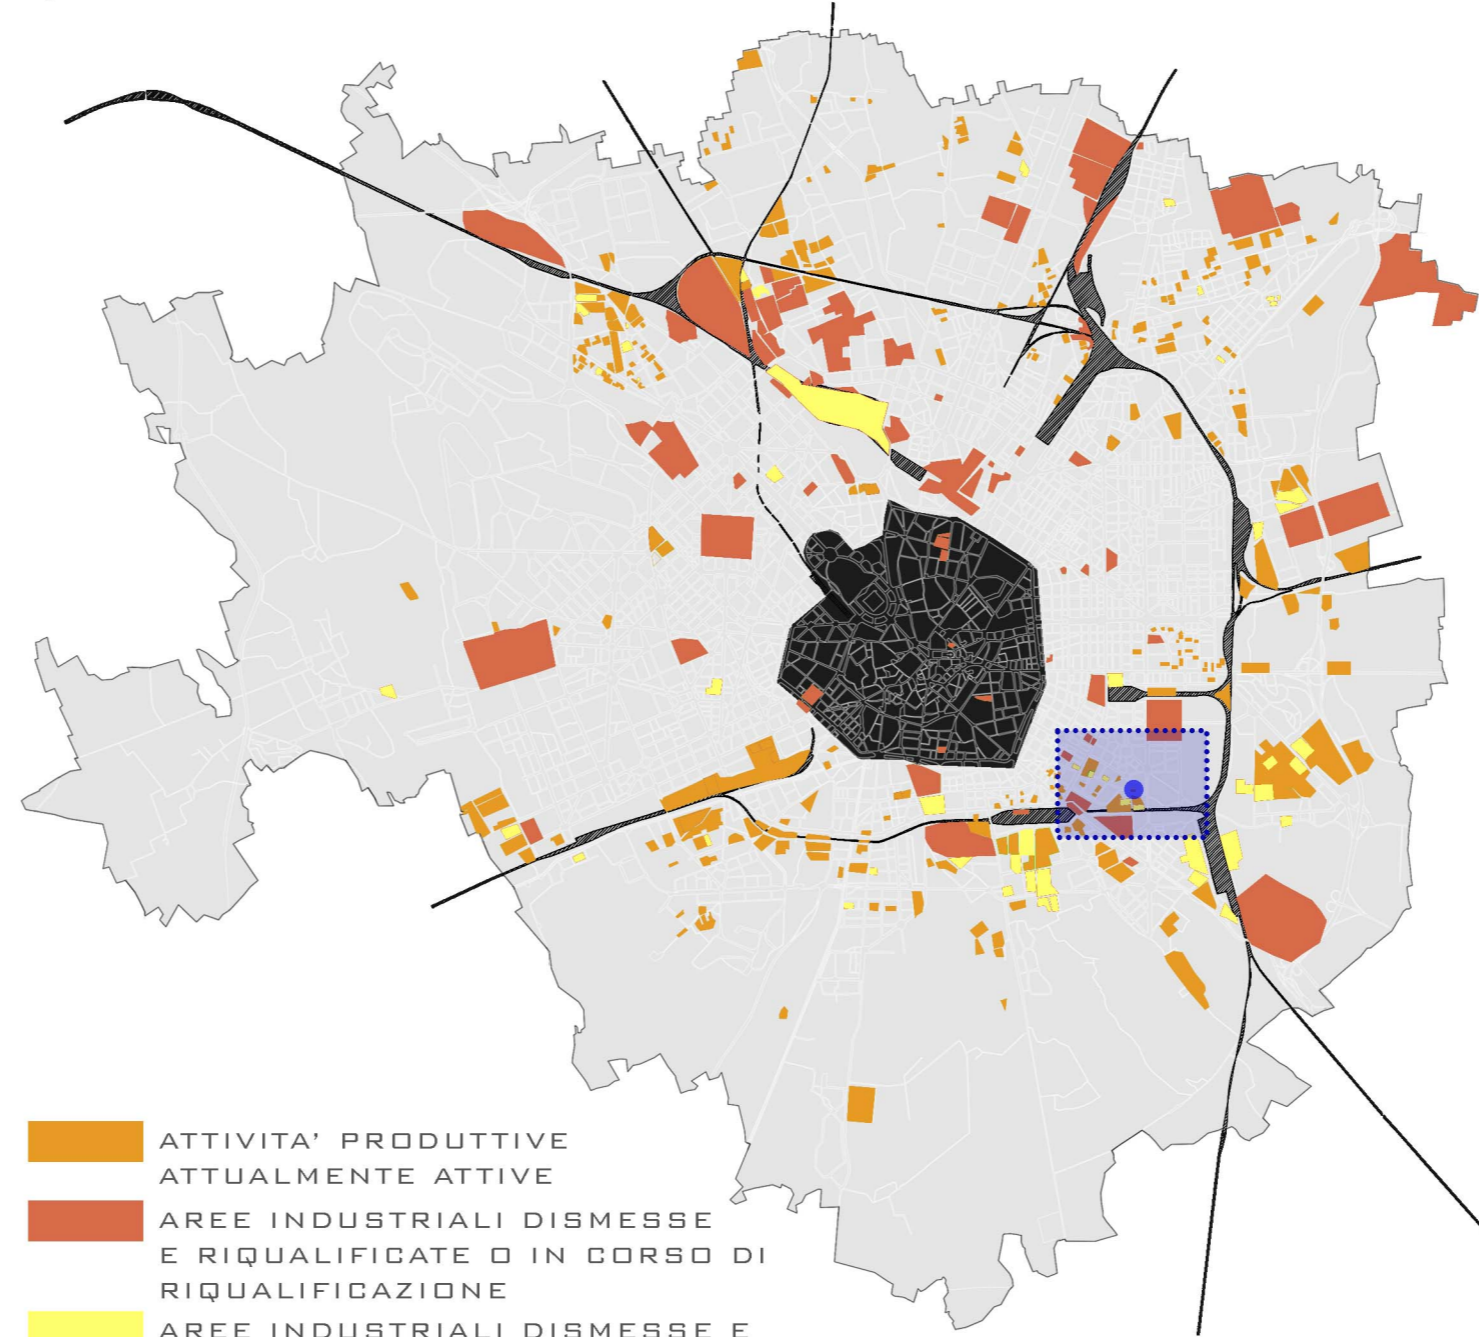 ATTIVITA' PRODUTTIVE
ATTUALMENTE ATTIVE
AREE INDUSTRIALI DISMESSE
E RIQUALIFICATE O IN CORSO DI
RIQUALIFICAZIONE
AREE INDUSTRIALI DISMESSE E